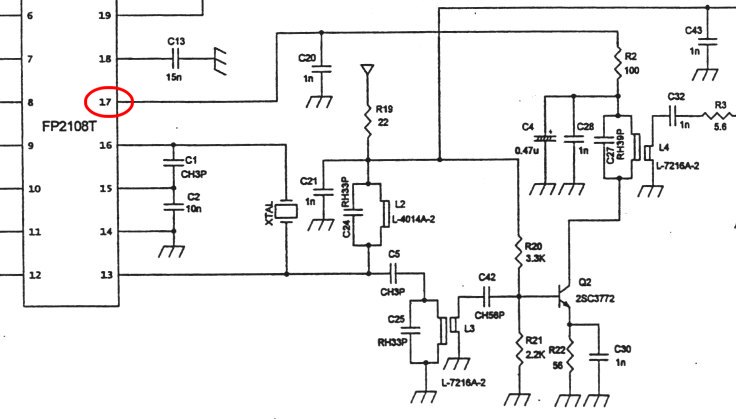 6
19
7
18
C13
15n
8
17
FP2108T
9
16
C1
CH3P
10
15
C2
10n
11
14
12
13
XTAL
C20
1n
R19
22
C21
1n
RH33P
C24
L2
L-4014A-2
C5
CH3P
C25
RH33P
L3
L-7216A-2
C42
CH56P
R20
3.3K
R21
2.2K
Q2
2SC3772
R22
56
C30
1n
C4
0.47u
C28
1n
C27
RH39P
R2
100
L4
L-7216A-2
C32
1n
R3
5.6
C43
1n